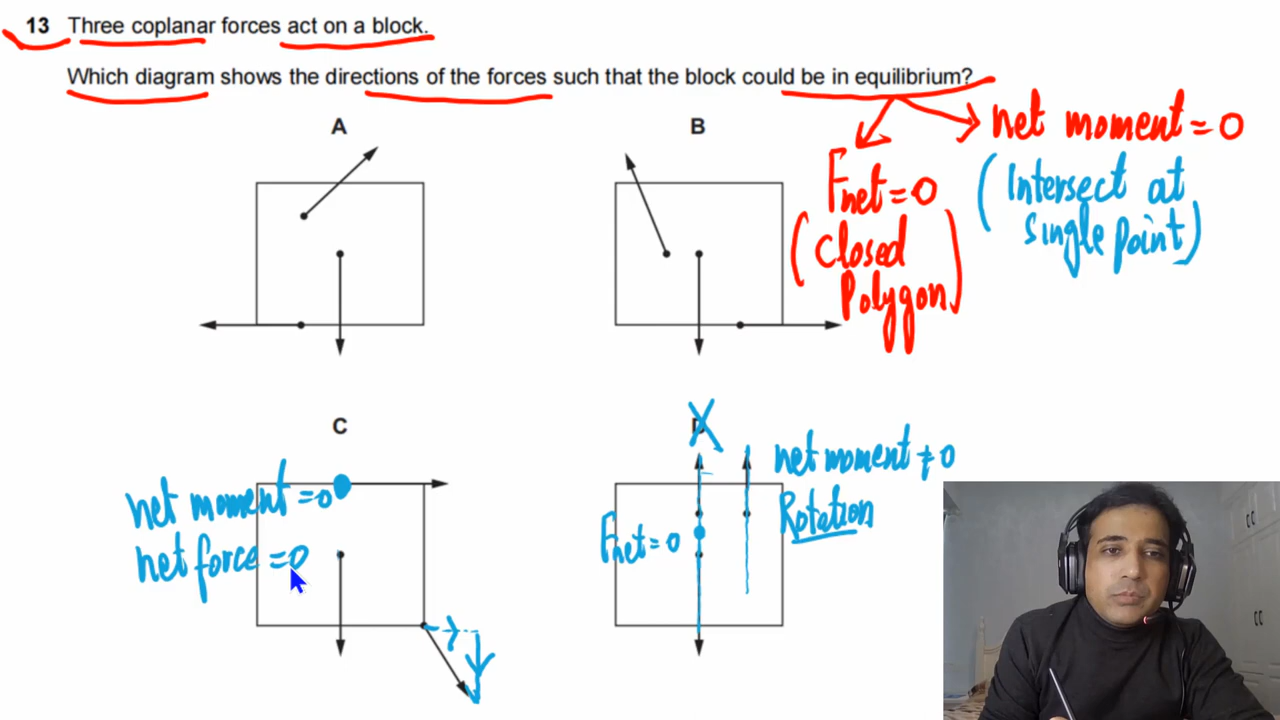 13 Three coplanar forces act on a block.
Which diagram shows the directions of the forces such that the block could be in equilibrium?
A
B
net moment = 0
(Intersect at
single point)
Fnet = 0
(Closed
Polygon)
C
D
net moment = 0
net force = 0
Fnet = 0
net moment ≠ 0
Rotation